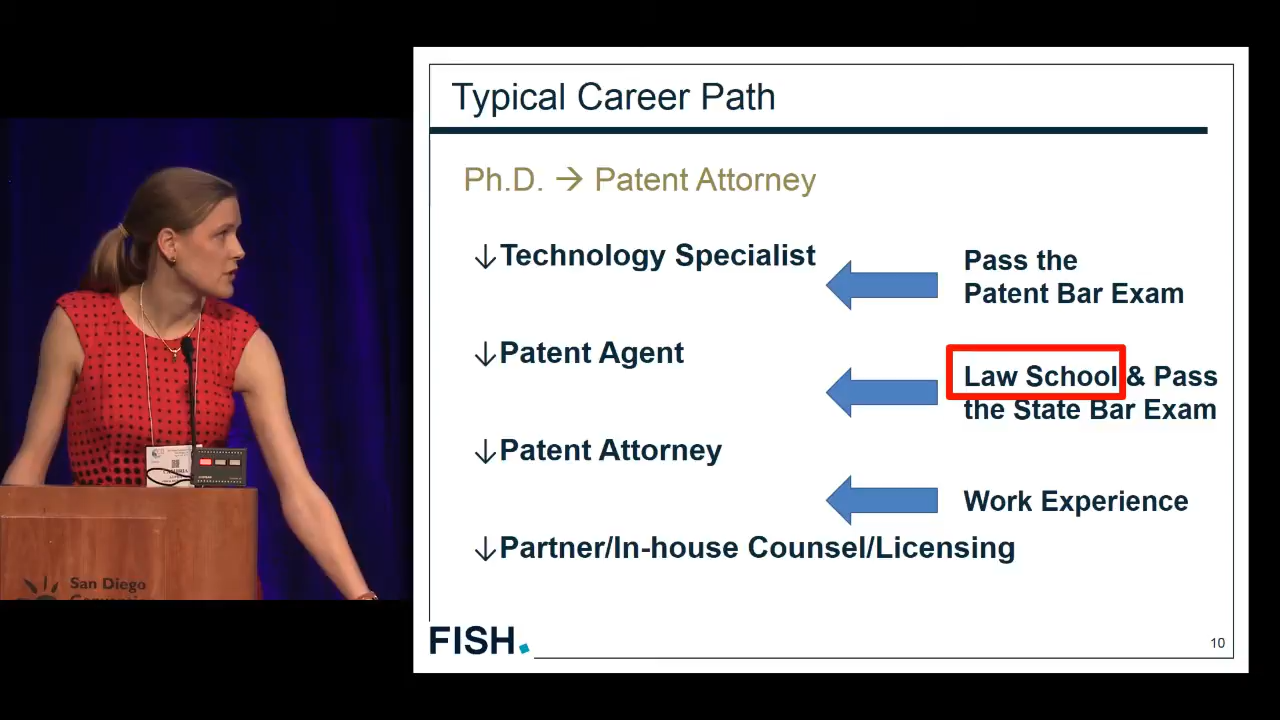 Typical Career Path
Ph.D. → Patent Attorney
↓Technology Specialist
Pass the
Patent Bar Exam
↓Patent Agent
Law School & Pass
the State Bar Exam
↓Patent Attorney
Work Experience
↓Partner/In-house Counsel/Licensing
FISH.
10
San Diego